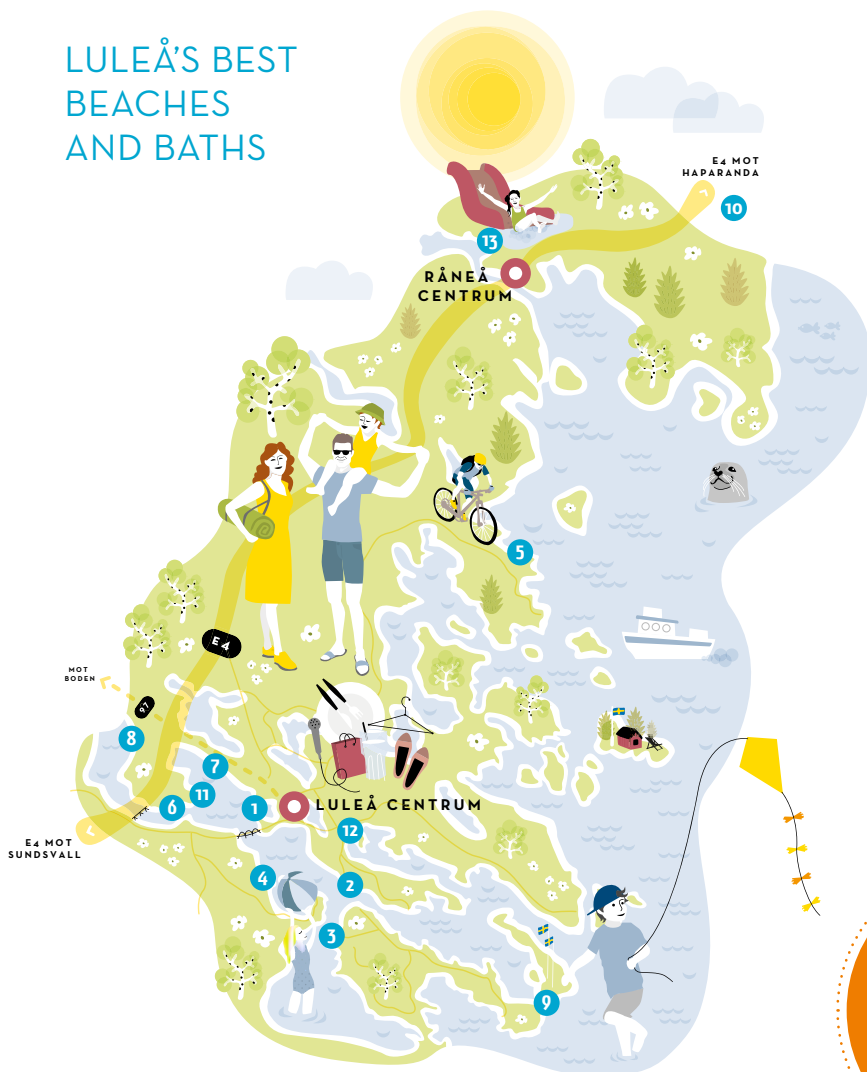 LULEÅ'S BEST
BEACHES
AND BATHS
E4 MOT
HAPARANDA
10
13
RÅNEÅ
CENTRUM
5
E4
MOT
BODEN
97
8
7
11
6
1
LULEÅ CENTRUM
12
E4 MOT
SUNDSVALL
4
2
3
9